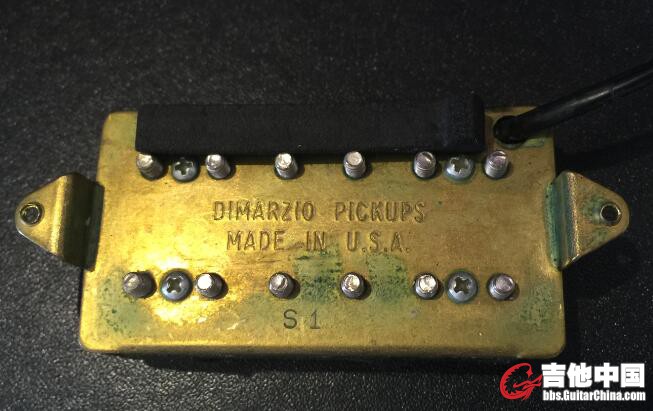 DIMARZIO PICKUPS
MADE IN U.S.A.
S1
吉他中国
bbs.GuitarChina.com